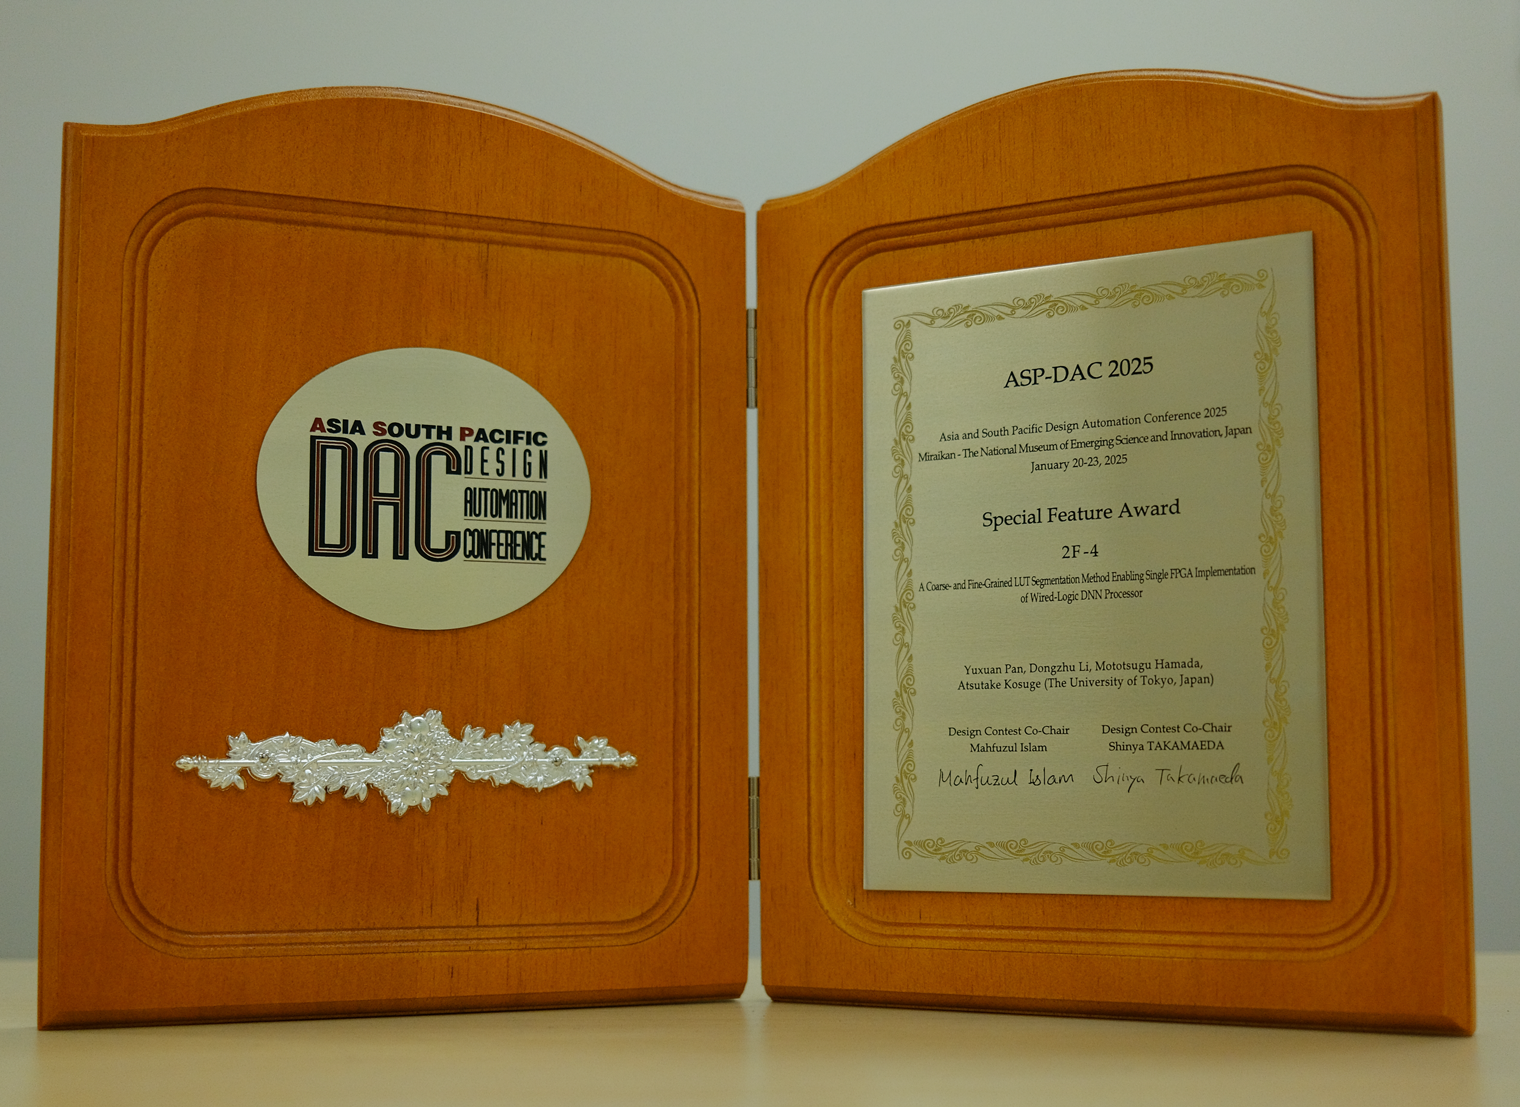 ASIA SOUTH PACIFIC
DAC
DESIGN
AUTOMATION
CONFERENCE
ASP-DAC 2025
Asia and South Pacific Design Automation Conference 2025
Miraikan - The National Museum of Emerging Science and Innovation, Japan
January 20-23, 2025
Special Feature Award
2F-4
A Coarse- and Fine-Grained LUT Segmentation Method Enabling Single FPGA Implementation
of Wired-Logic DNN Processor
Yuxuan Pan, Dongzhu Li, Mototsugu Hamada,
Atsutake Kosuge (The University of Tokyo, Japan)
Design Contest Co-Chair Design Contest Co-Chair
Mahfuzul Islam Shinya TAKAMAEDA
Mahfuzul Islam Shinya Takamaeda